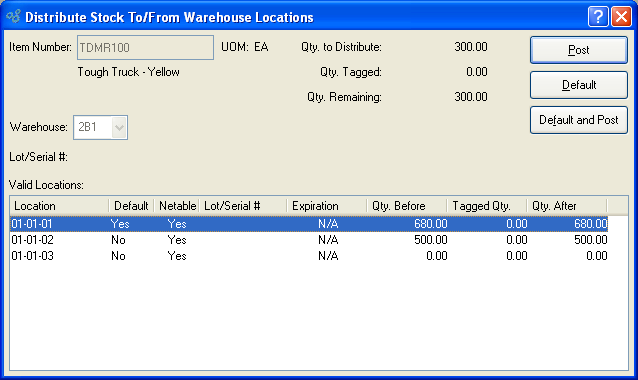 Distribute Stock To/From Warehouse Locations
Item Number: TDMR100 UOM: EA Qty. to Distribute: 300.00 Post
Tough Truck - Yellow Qty. Tagged: 0.00 Default
Qty. Remaining: 300.00 Default and Post
Warehouse: 2B1
Lot/Serial #:
Valid Locations:
Location Default Netable Lot/Serial # Expiration Qty. Before Tagged Qty. Qty. After
01-01-01 Yes Yes N/A 680.00 0.00 680.00
01-01-02 No Yes N/A 500.00 0.00 500.00
01-01-03 No Yes N/A 0.00 0.00 0.00